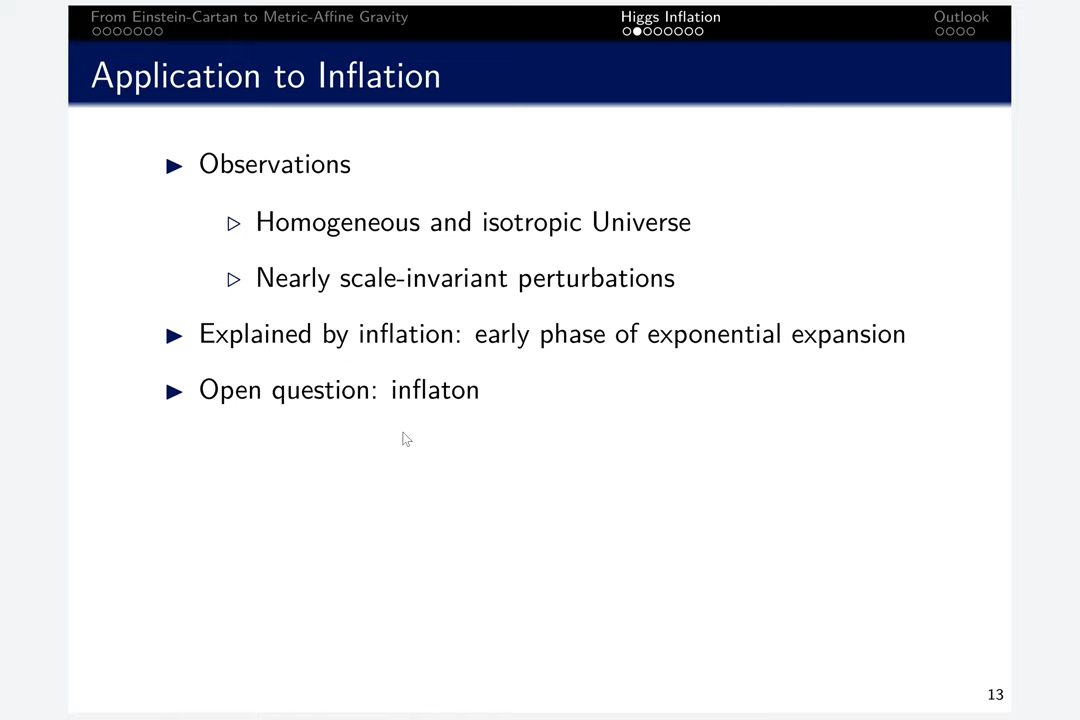 From Einstein-Cartan to Metric-Affine Gravity
Higgs Inflation
Outlook
Application to Inflation
Observations
Homogeneous and isotropic Universe
Nearly scale-invariant perturbations
Explained by inflation: early phase of exponential expansion
Open question: inflaton
13